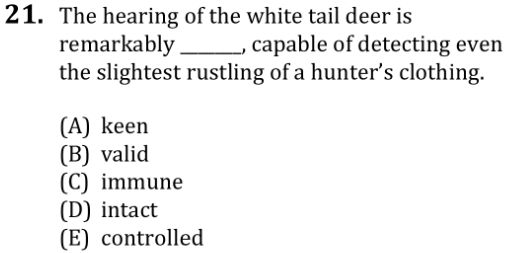 21. The hearing of the white tail deer is
remarkably ______, capable of detecting even
the slightest rustling of a hunter’s clothing.
(A) keen
(B) valid
(C) immune
(D) intact
(E) controlled